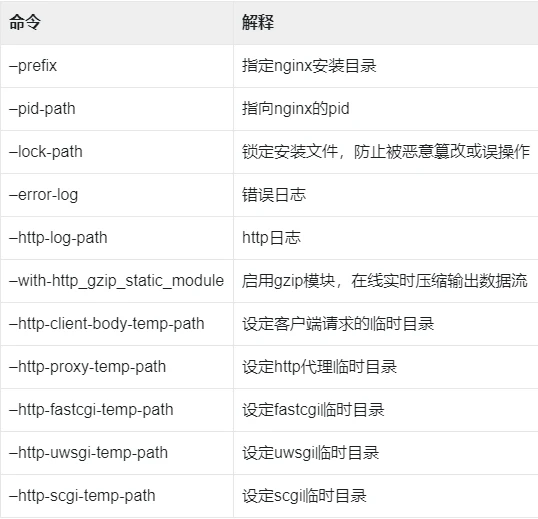 命令 解释
–prefix 指定nginx安装目录
–pid-path 指向nginx的pid
–lock-path 锁定安装文件，防止被恶意篡改或误操作
–error-log 错误日志
–http-log-path http日志
–with-http_gzip_static_module 启用gzip模块，在线实时压缩输出数据流
–http-client-body-temp-path 设定客户端请求的临时目录
–http-proxy-temp-path 设定http代理临时目录
–http-fastcgi-temp-path 设定fastcgi临时目录
–http-uwsgi-temp-path 设定uwsgi临时目录
–http-scgi-temp-path 设定scgi临时目录